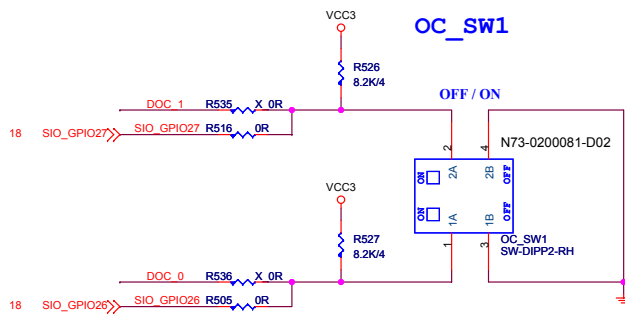 OC_SW1
VCC3
R526
8.2K/4
OFF / ON
DOC_1 R535 X_0R
18 SIO_GPIO27 SIO_GPIO27 R516 0R
N73-0200081-D02
2 4
ON 2A 2B OFF
ON 1A 1B OFF
1 3
OC_SW1
SW-DIPP2-RH
VCC3
R527
8.2K/4
DOC_0 R536 X_0R
18 SIO_GPIO26 SIO_GPIO26 R505 0R